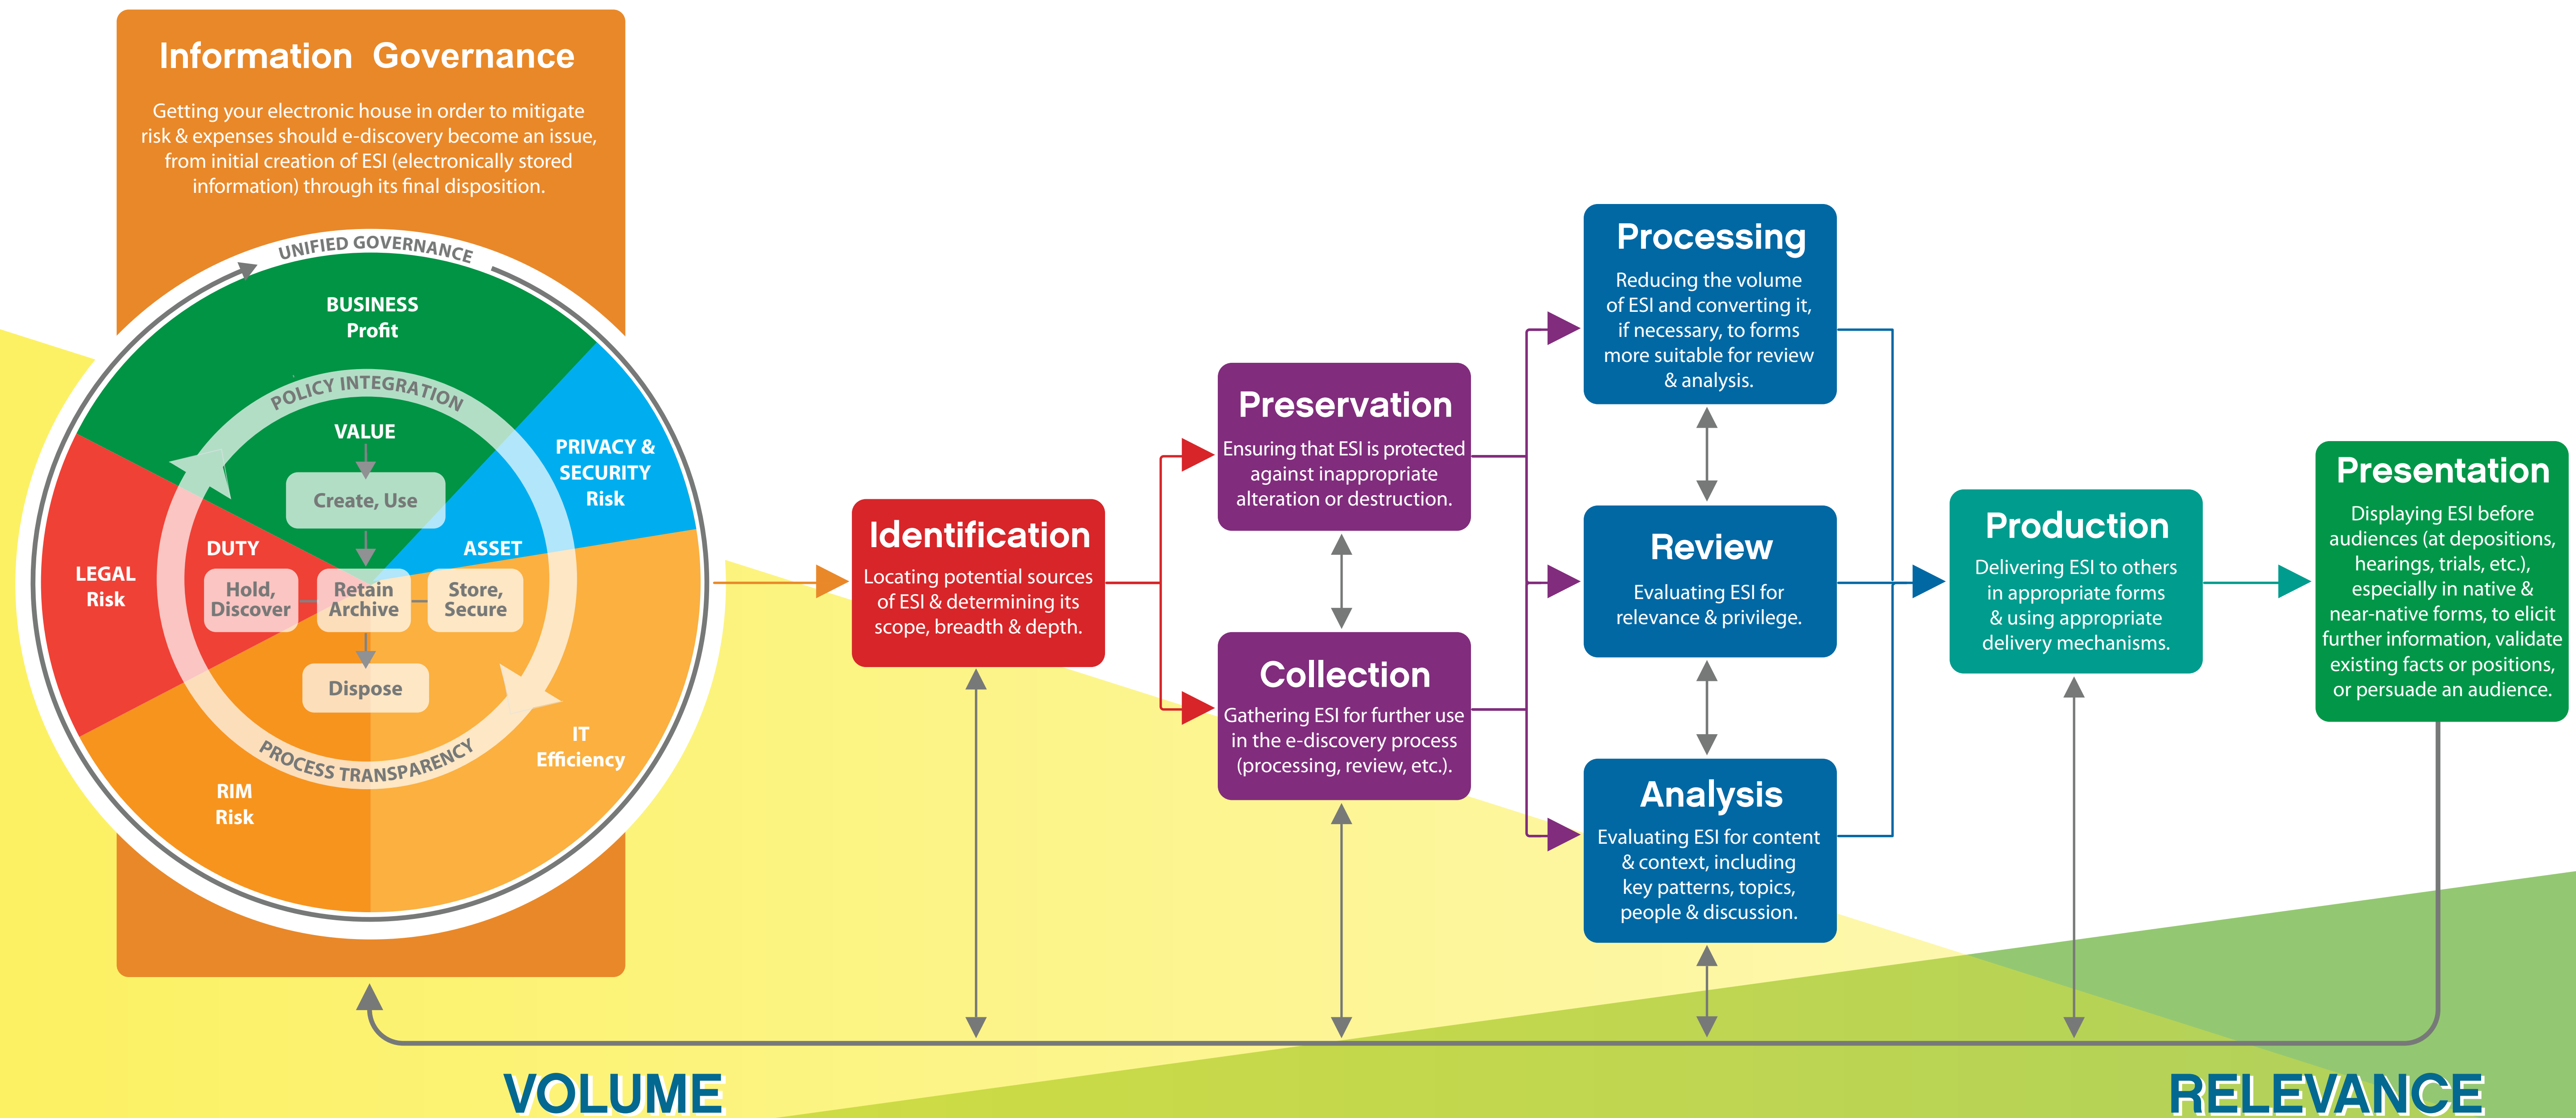 Information Governance
Getting your electronic house in order to mitigate
risk & expenses should e-discovery become an issue,
from initial creation of ESI (electronically stored
information) through its final disposition.
UNIFIED GOVERNANCE
BUSINESS
Profit
POLICY INTEGRATION
VALUE
Create, Use
PRIVACY &
SECURITY
Risk
DUTY
ASSET
LEGAL
Risk
Hold,
Discover
Retain
Archive
Store,
Secure
Dispose
PROCESS TRANSPARENCY
IT
Efficiency
RIM
Risk
Identification
Locating potential sources
of ESI & determining its
scope, breadth & depth.
Preservation
Ensuring that ESI is protected
against inappropriate
alteration or destruction.
Collection
Gathering ESI for further use
in the e-discovery process
(processing, review, etc.).
Processing
Reducing the volume
of ESI and converting it,
if necessary, to forms
more suitable for review
& analysis.
Review
Evaluating ESI for
relevance & privilege.
Analysis
Evaluating ESI for content
& context, including
key patterns, topics,
people & discussion.
Production
Delivering ESI to others
in appropriate forms
& using appropriate
delivery mechanisms.
Presentation
Displaying ESI before
audiences (at depositions,
hearings, trials, etc.),
especially in native &
near-native forms, to elicit
further information, validate
existing facts or positions,
or persuade an audience.
VOLUME
RELEVANCE